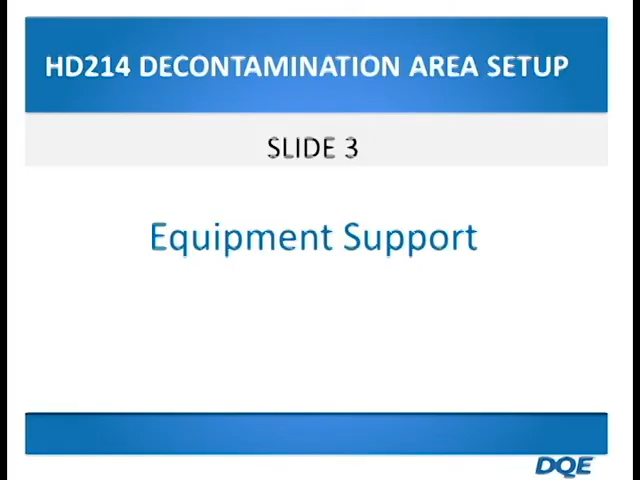 HD214 DECONTAMINATION AREA SETUP
SLIDE 3
Equipment Support
DQE